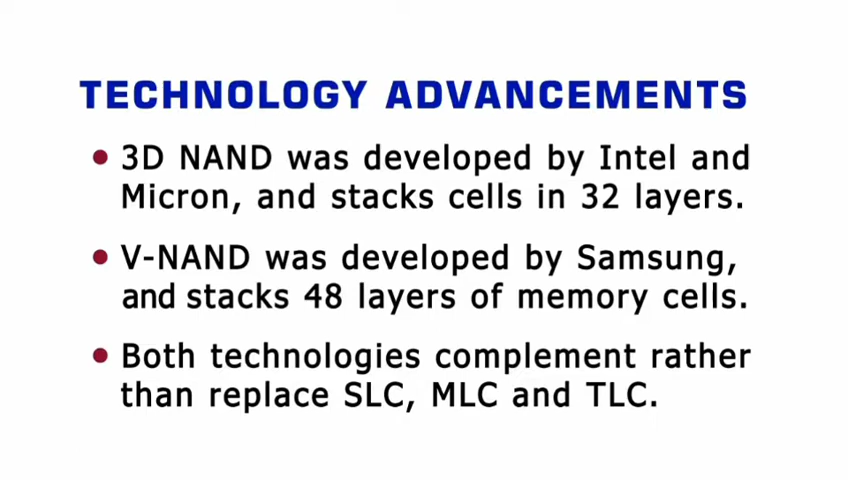 TECHNOLOGY ADVANCEMENTS
• 3D NAND was developed by Intel and
Micron, and stacks cells in 32 layers.
• V-NAND was developed by Samsung,
and stacks 48 layers of memory cells.
• Both technologies complement rather
than replace SLC, MLC and TLC.